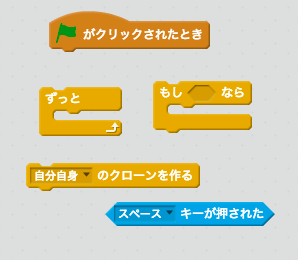 がクリックされたとき
ずっと
もし なら
自分自身 のクローンを作る
スペース キーが押された